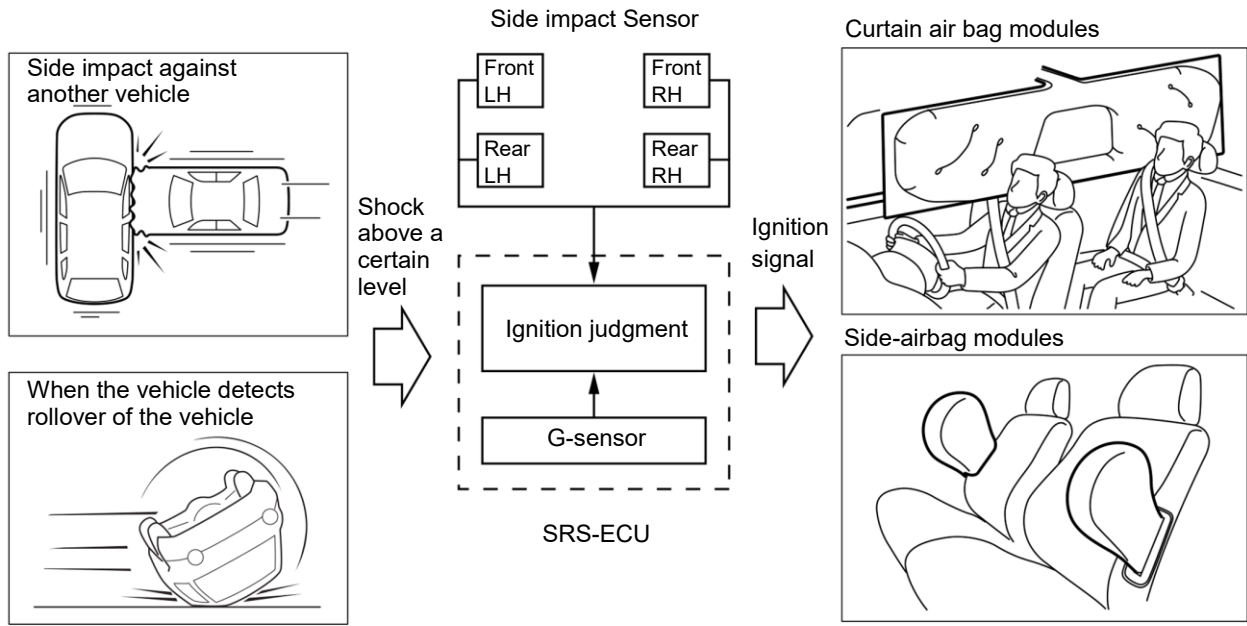 Side impact against
another vehicle
When the vehicle detects
rollover of the vehicle
Shock
above a
certain
level
Side impact Sensor
Front
LH
Front
RH
Rear
LH
Rear
RH
Ignition judgment
G-sensor
SRS-ECU
Ignition
signal
Curtain air bag modules
Side-airbag modules